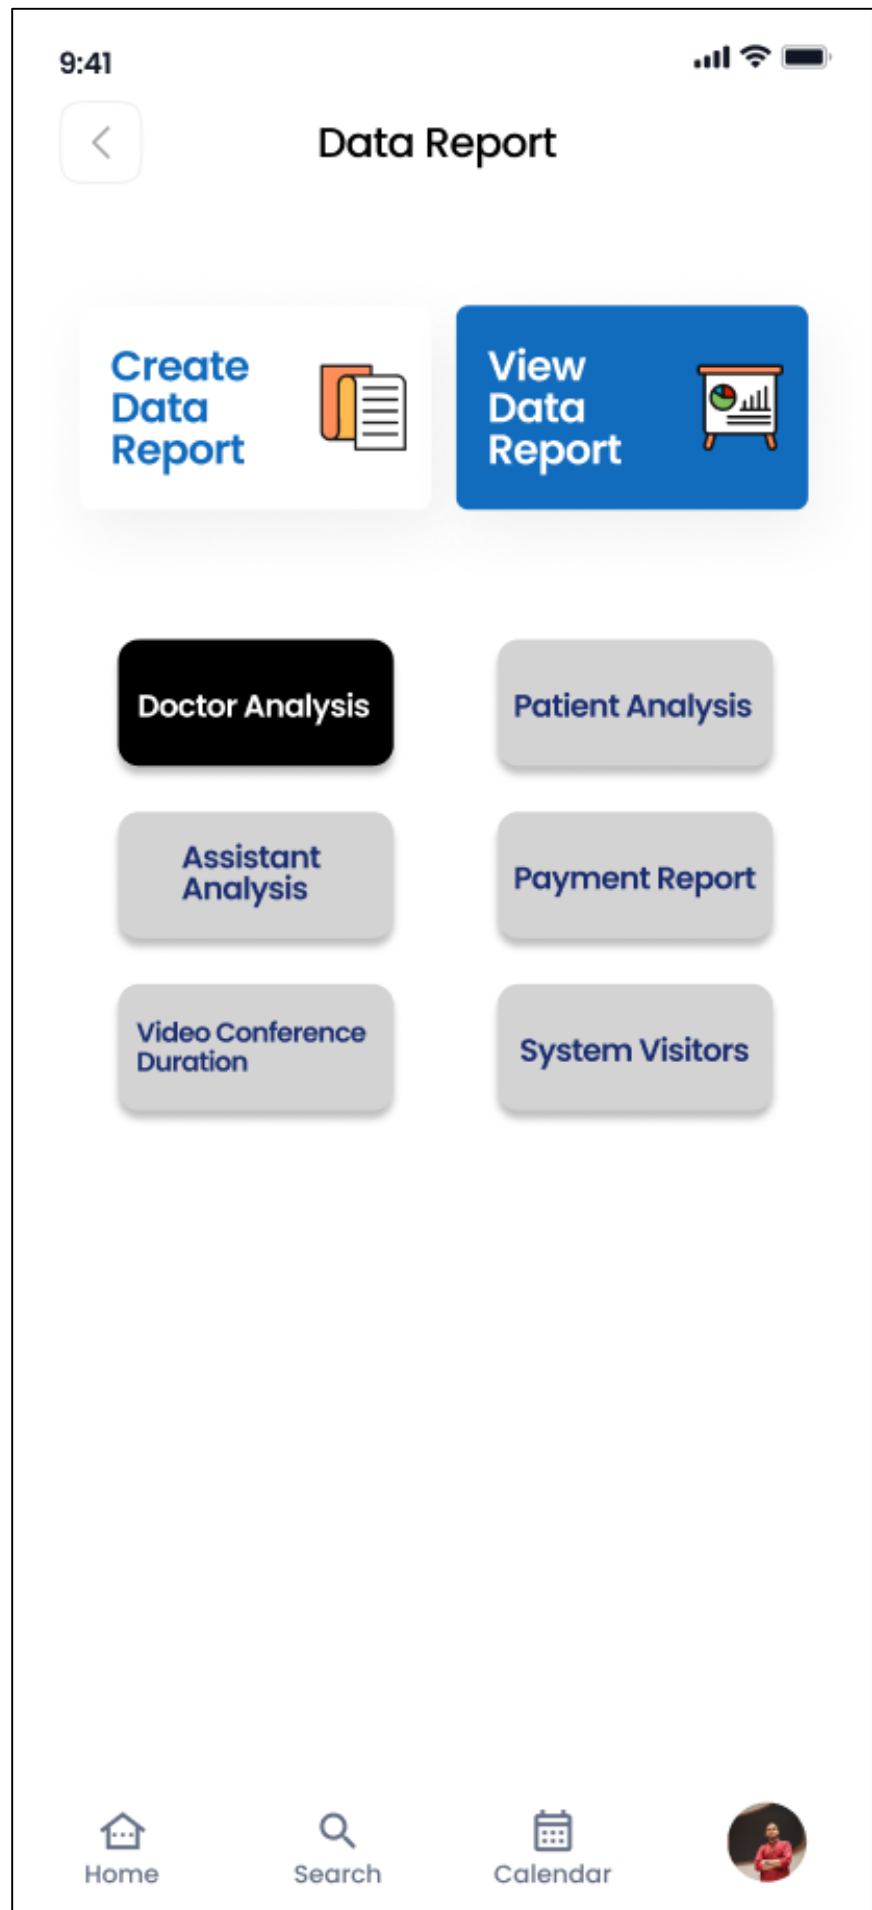 9:41
Data Report
Create
Data
Report
View
Data
Report
Doctor Analysis
Patient Analysis
Assistant
Analysis
Payment Report
Video Conference
Duration
System Visitors
Home
Search
Calendar